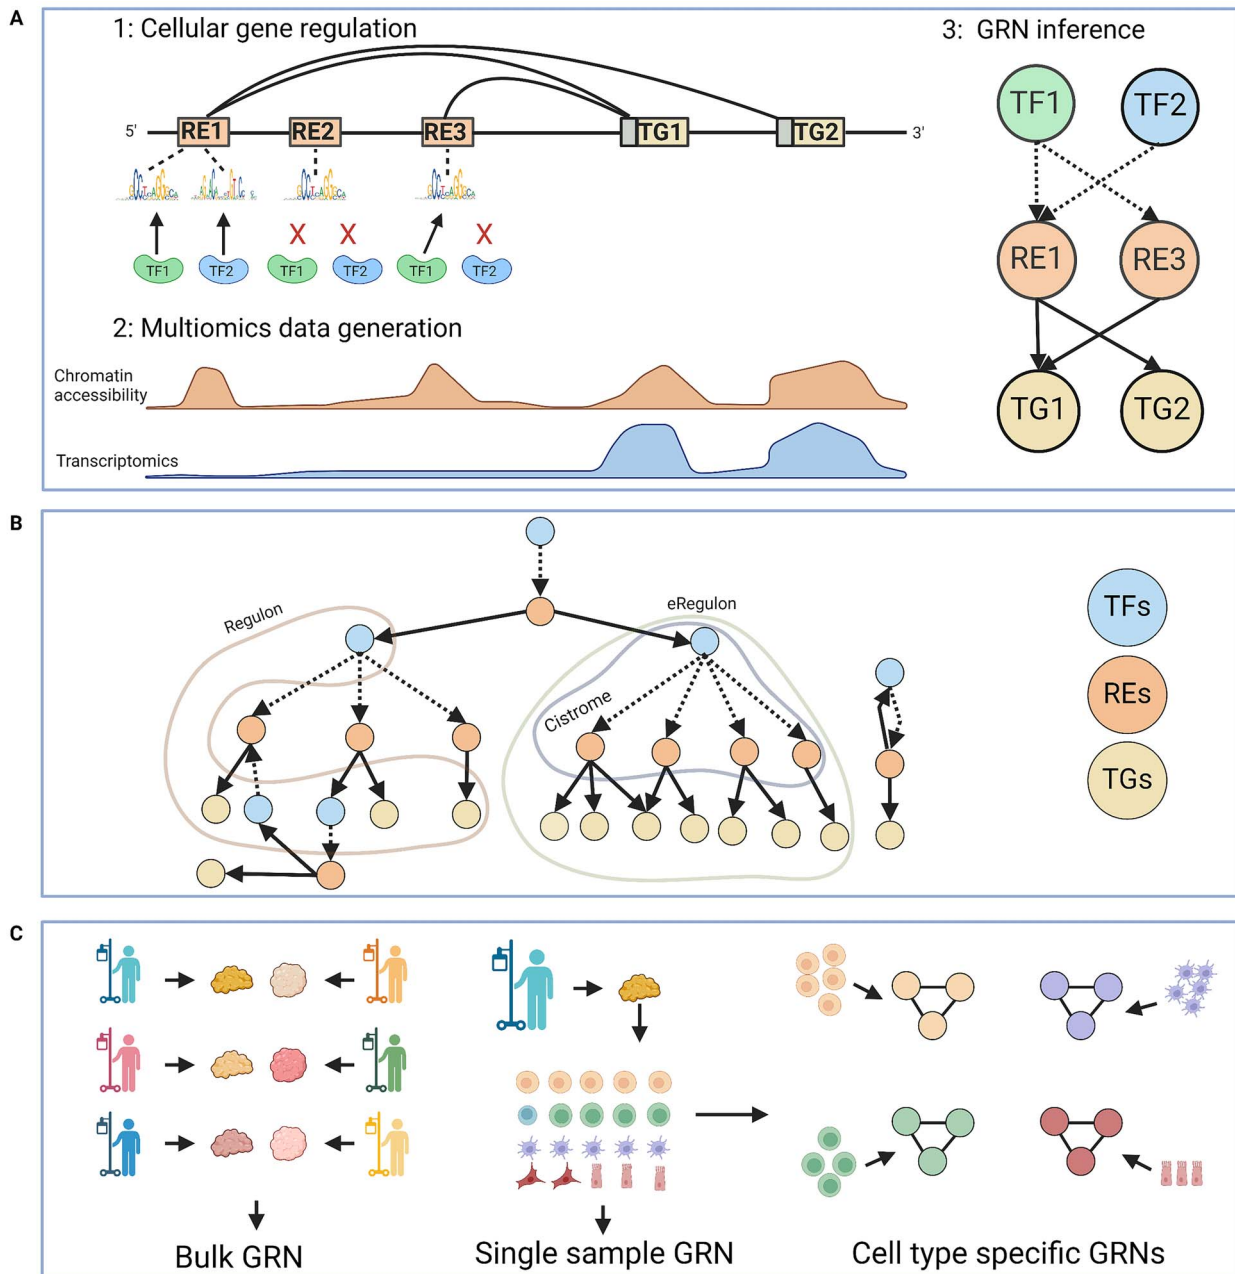 A
1: Cellular gene regulation
3: GRN inference
5'
RE1
RE2
RE3
TG1
TG2
3'
X
X
X
TF1
TF2
TF1
TF2
TF1
TF2
TF1
TF2
RE1
RE3
TG1
TG2
2: Multiomics data generation
Chromatin
accessibility
Transcriptomics
B
Regulon
eRegulon
Cistrome
TFs
REs
TGs
C
Bulk GRN
Single sample GRN
Cell type specific GRNs